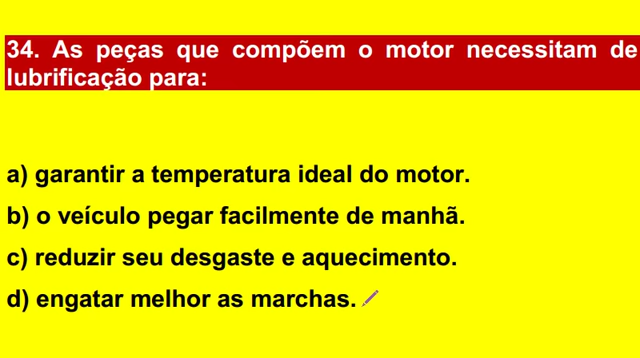 34. As peças que compõem o motor necessitam de
lubrificação para:
a) garantir a temperatura ideal do motor.
b) o veículo pegar facilmente de manhã.
c) reduzir seu desgaste e aquecimento.
d) engatar melhor as marchas.